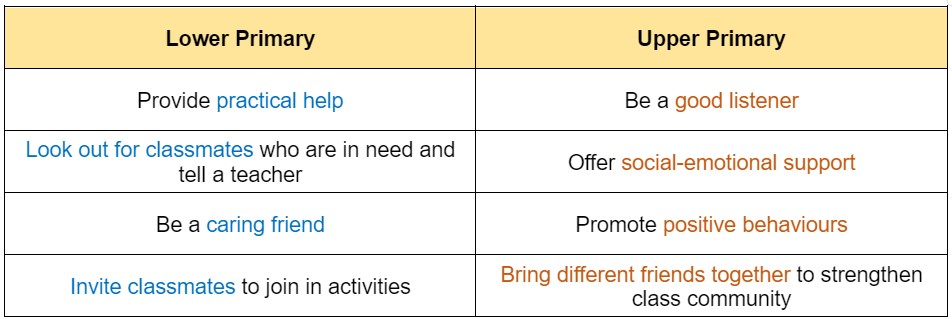 Lower Primary
Upper Primary
Provide practical help
Be a good listener
Look out for classmates who are in need and
tell a teacher
Offer social-emotional support
Be a caring friend
Promote positive behaviours
Invite classmates to join in activities
Bring different friends together to strengthen
class community